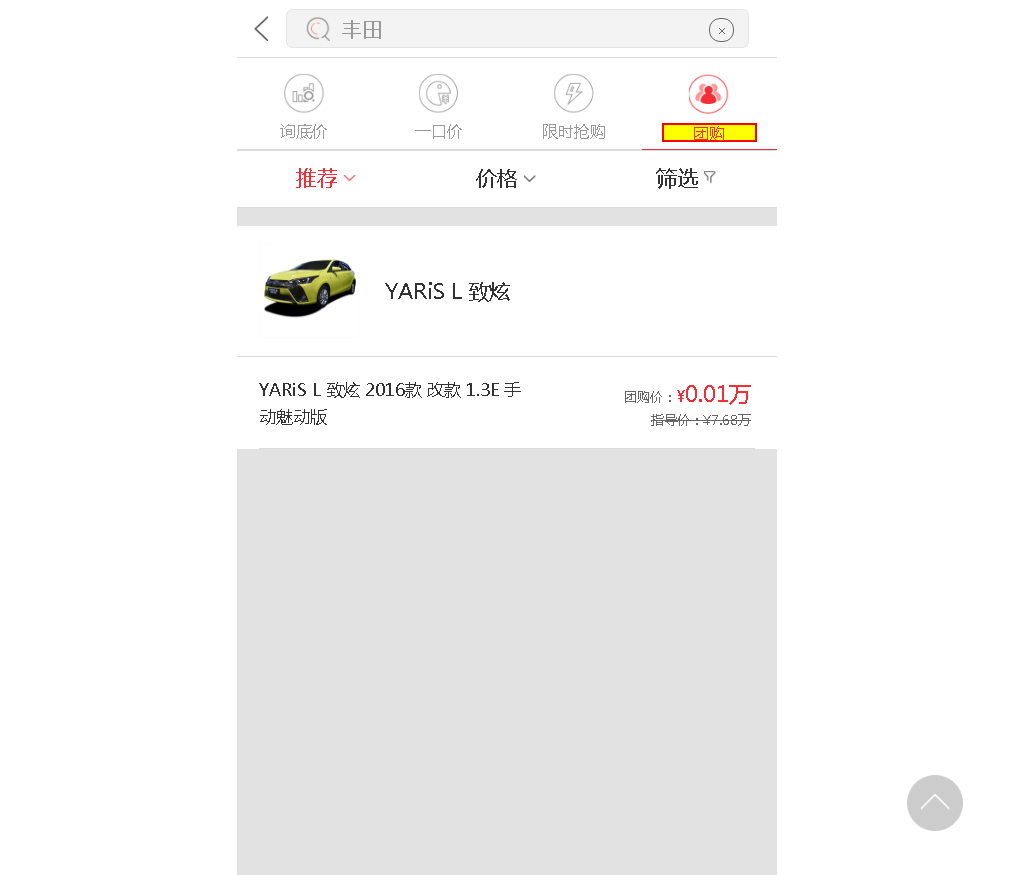 丰田
询底价
一口价
限时抢购
团购
推荐
价格
筛选
YARiS L 致炫
YARiS L 致炫 2016款 改款 1.3E 手
动魅动版
团购价：¥0.01万
指导价：¥7.68万